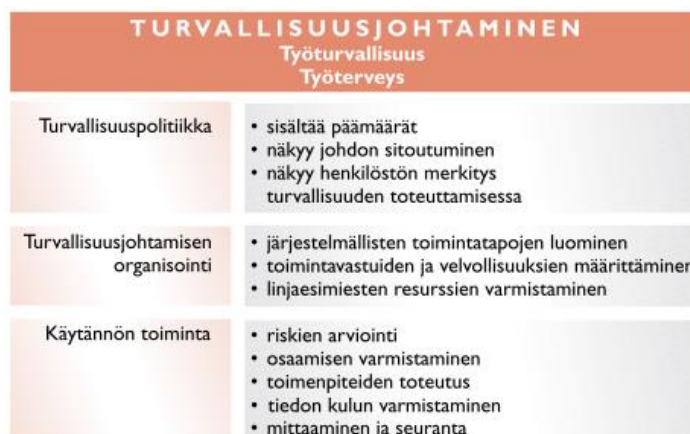 TURVALLISUUSJOHTAMINEN
Työturvallisuus
Työterveys
Turvallisuuspolitiikka
• sisältää päämäärät
• näkyy johdon sitoutuminen
• näkyy henkilöstön merkitys
turvallisuuden toteuttamisessa
Turvallisuusjohtamisen
organisointi
• järjestelmällisten toimintatapojen luominen
• toimintavastuiden ja velvollisuuksien määrittäminen
• linjaesimiesten resurssien varmistaminen
Käytännön toiminta
• riskien arviointi
• osaamisen varmistaminen
• toimenpiteiden toteutus
• tiedon kulun varmistaminen
• mittaaminen ja seuranta